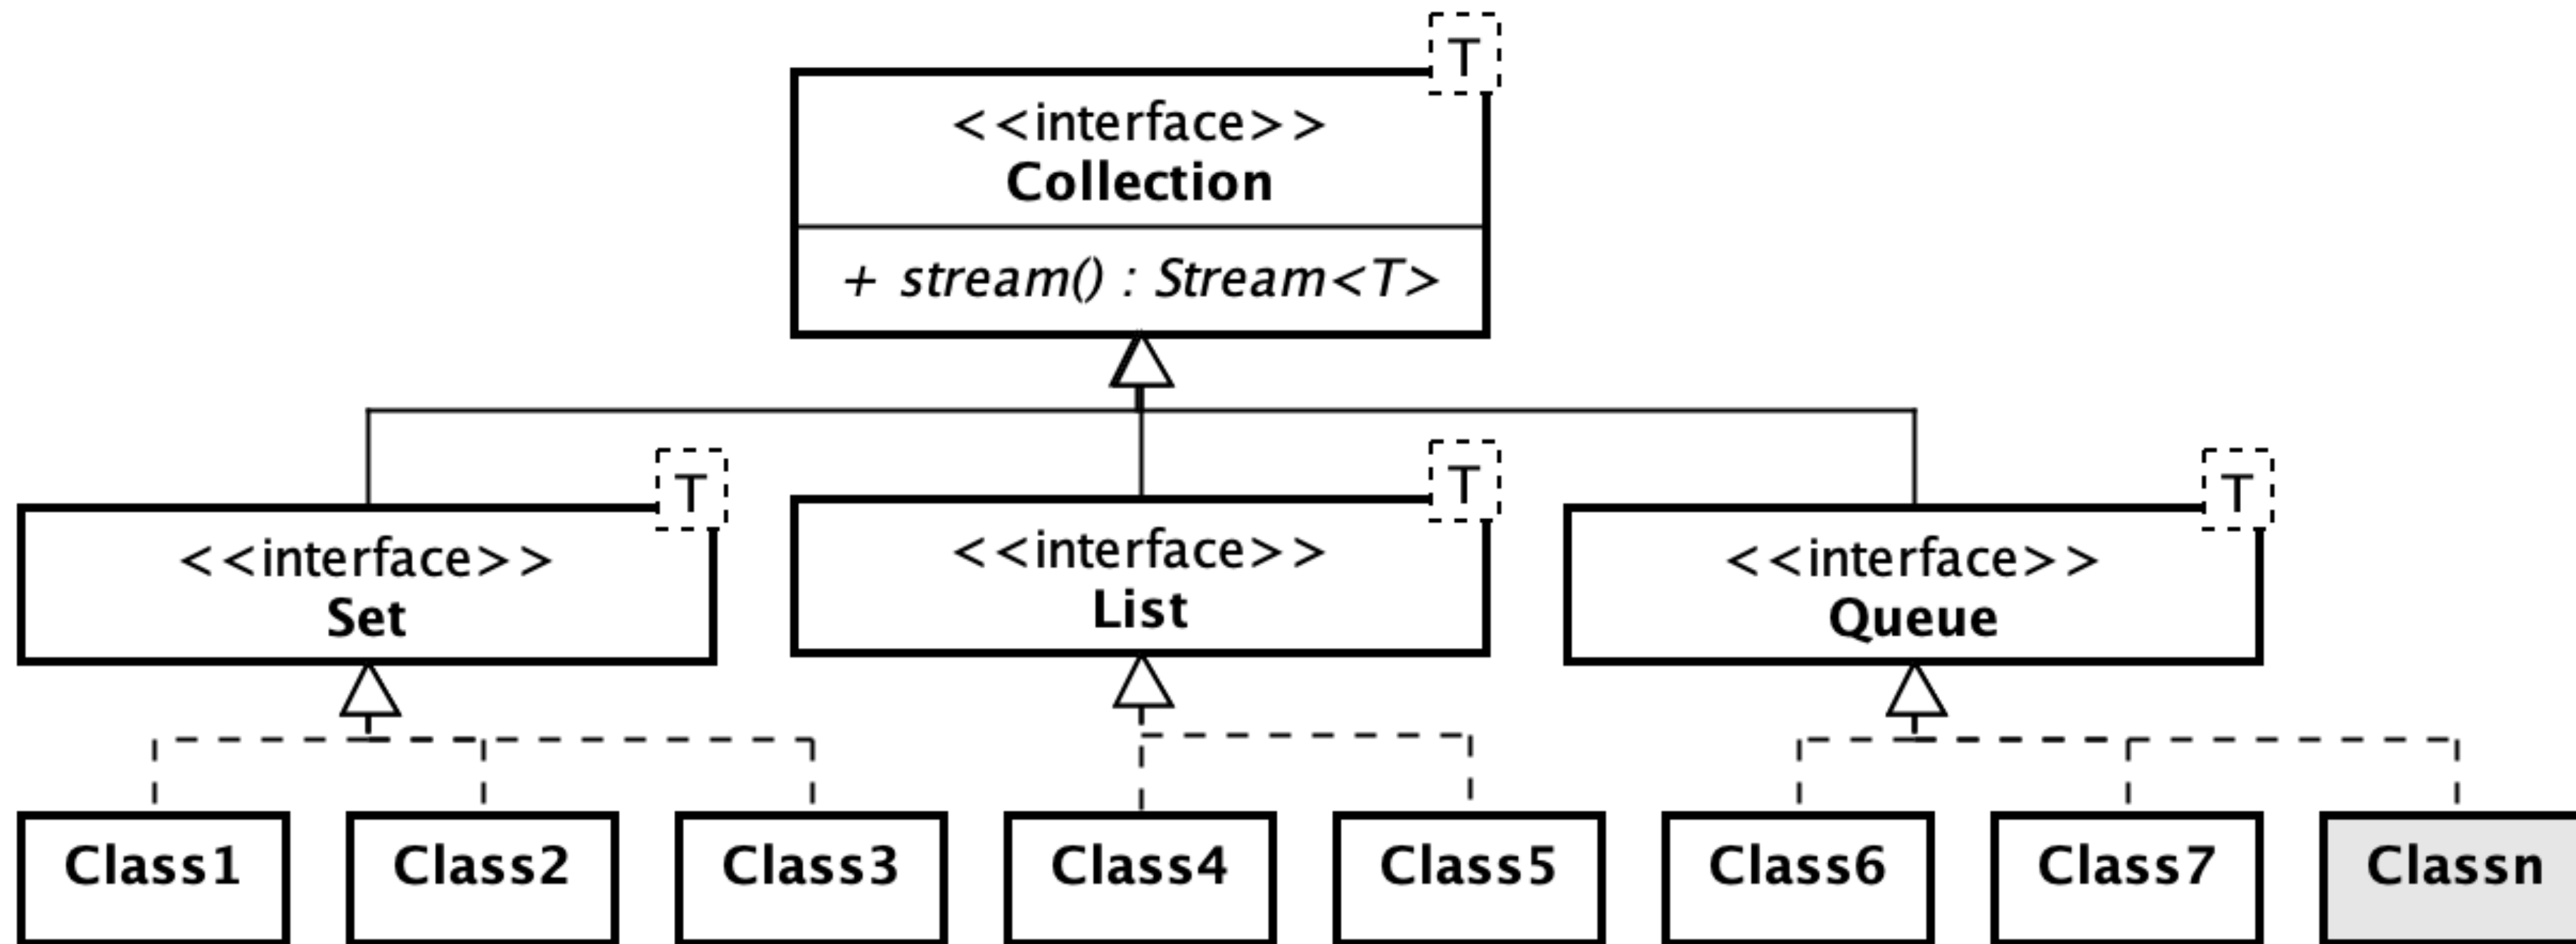 T
<<interface>>
Collection
+ stream() : Stream<T>
T
<<interface>>
Set
T
<<interface>>
List
T
<<interface>>
Queue
Class1
Class2
Class3
Class4
Class5
Class6
Class7
Classn